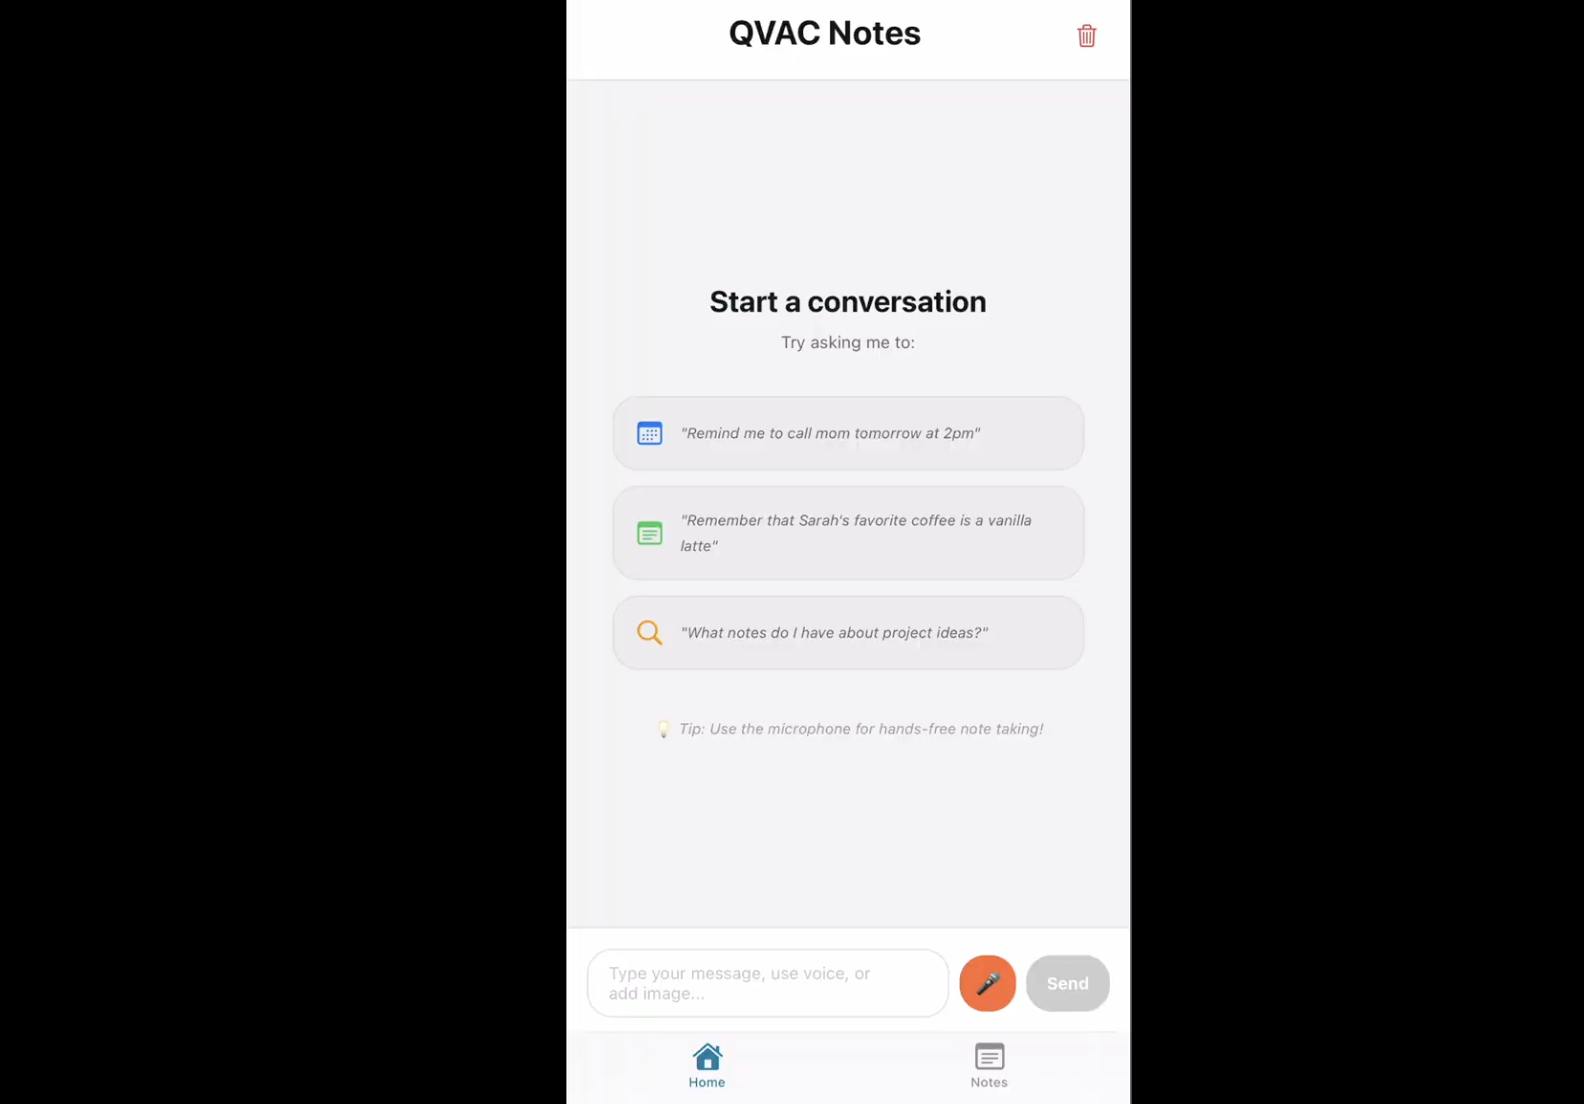 QVAC Notes
Start a conversation
Try asking me to:
"Remind me to call mom tomorrow at 2pm"
"Remember that Sarah's favorite coffee is a vanilla
latte"
"What notes do I have about project ideas?"
Tip: Use the microphone for hands-free note taking!
Type your message, use voice, or
add image...
Send
Home
Notes